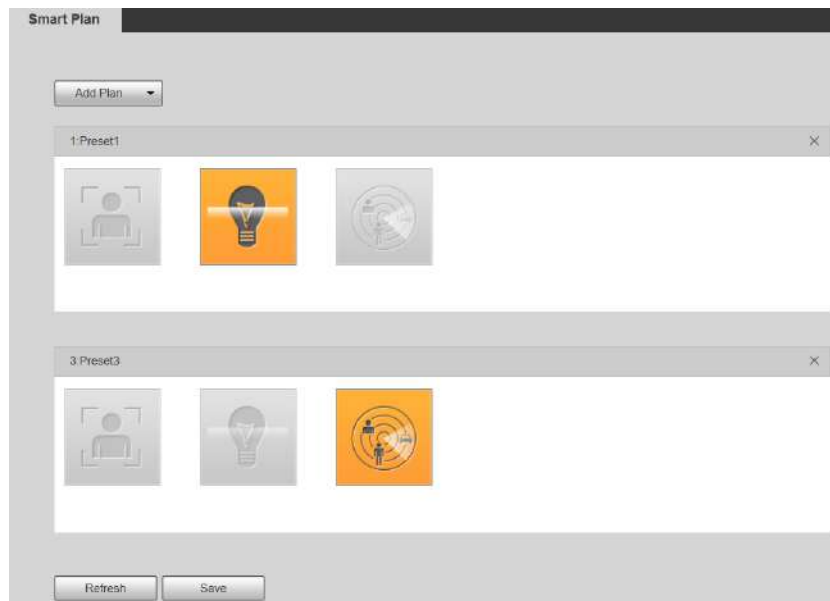 Smart Plan
Add Plan
1:Preset1
3:Preset3
Refresh
Save